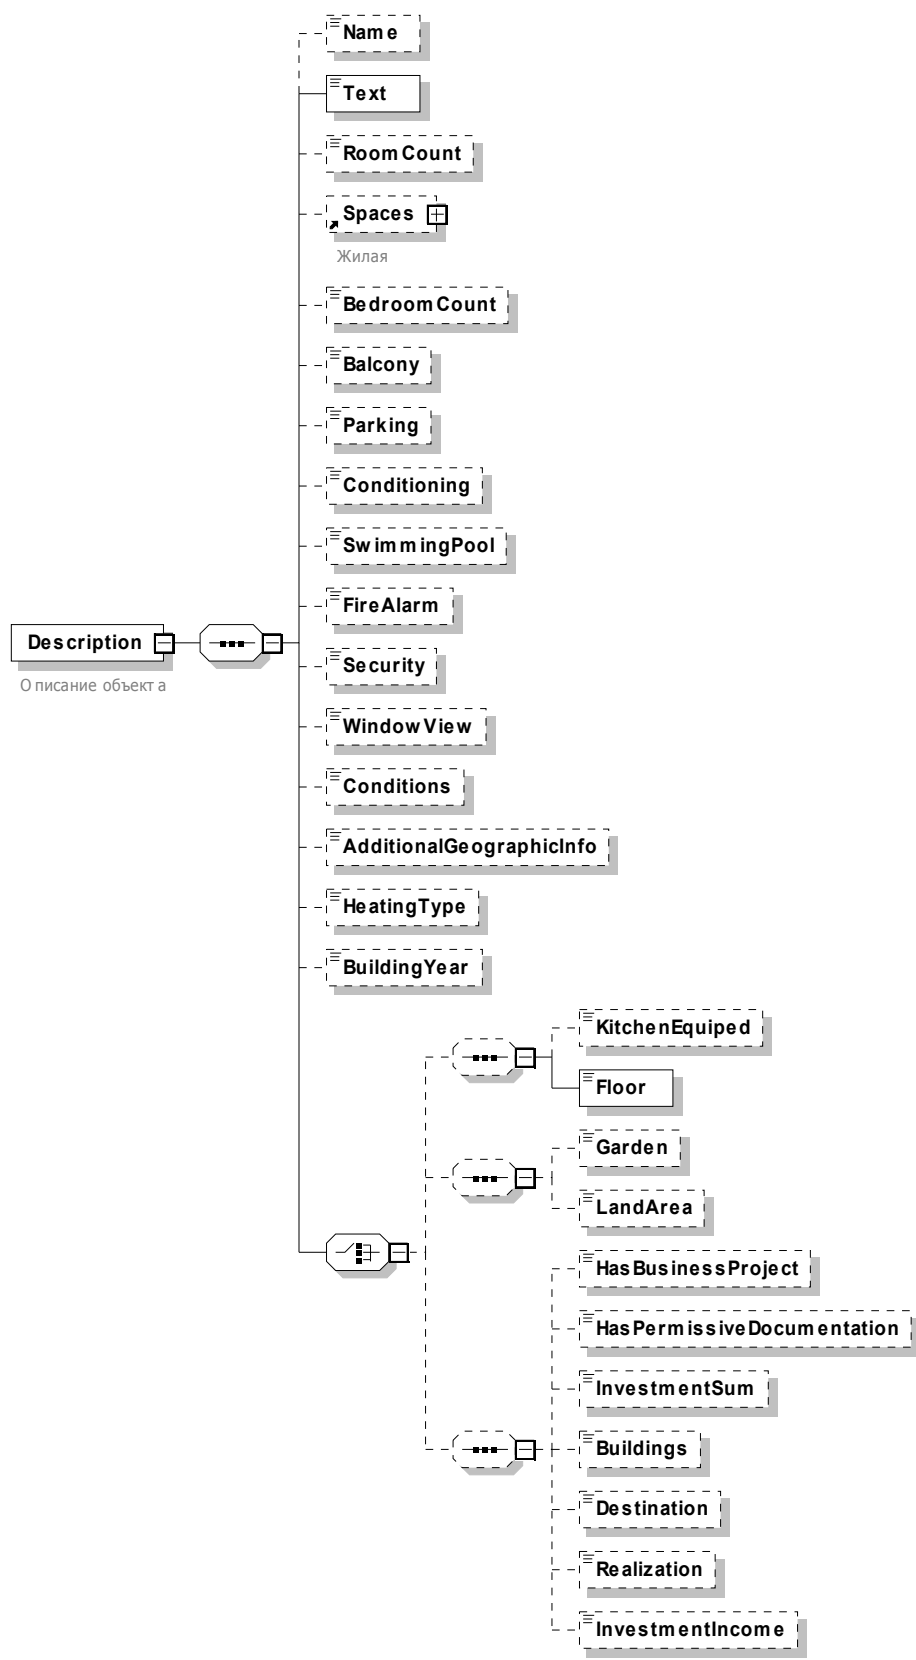 Name
Text
RoomCount
Spaces
Жилая
BedroomCount
Balcony
Parking
Conditioning
SwimmingPool
FireAlarm
Description
Описание объекта
Security
WindowView
Conditions
AdditionalGeographicInfo
HeatingType
BuildingYear
KitchenEquiped
Floor
Garden
LandArea
HasBusinessProject
HasPermissiveDocumentation
InvestmentSum
Buildings
Destination
Realization
InvestmentIncome